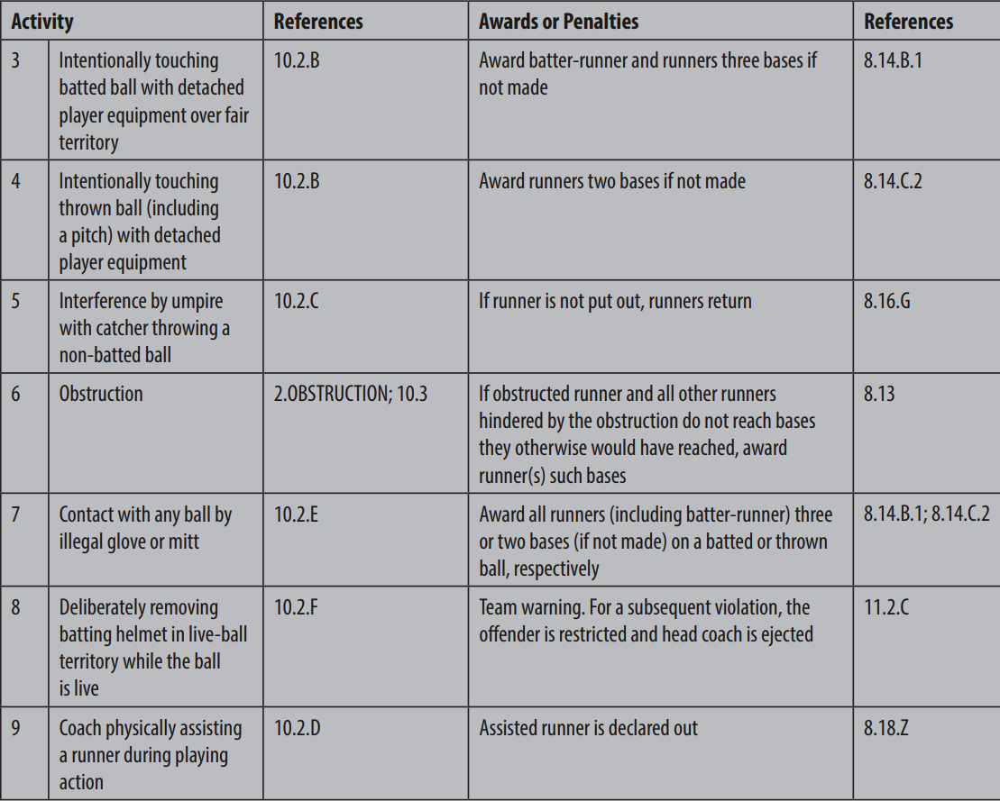 Activity References Awards or Penalties References
3 Intentionally touching 10.2.B Award batter-runner and runners three bases if 8.14.B.1
batted ball with detached not made
player equipment over fair
territory
4 Intentionally touching 10.2.B Award runners two bases if not made 8.14.C.2
thrown ball (including
a pitch) with detached
player equipment
5 Interference by umpire 10.2.C If runner is not put out, runners return 8.16.G
with catcher throwing a
non-batted ball
6 Obstruction 2.OBSTRUCTION; 10.3 If obstructed runner and all other runners 8.13
hindered by the obstruction do not reach bases
they otherwise would have reached, award
runner(s) such bases
7 Contact with any ball by 10.2.E Award all runners (including batter-runner) three 8.14.B.1; 8.14.C.2
illegal glove or mitt or two bases (if not made) on a batted or thrown
ball, respectively
8 Deliberately removing 10.2.F Team warning. For a subsequent violation, the 11.2.C
batting helmet in live-ball offender is restricted and head coach is ejected
territory while the ball
is live
9 Coach physically assisting 10.2.D Assisted runner is declared out 8.18.Z
a runner during playing
action